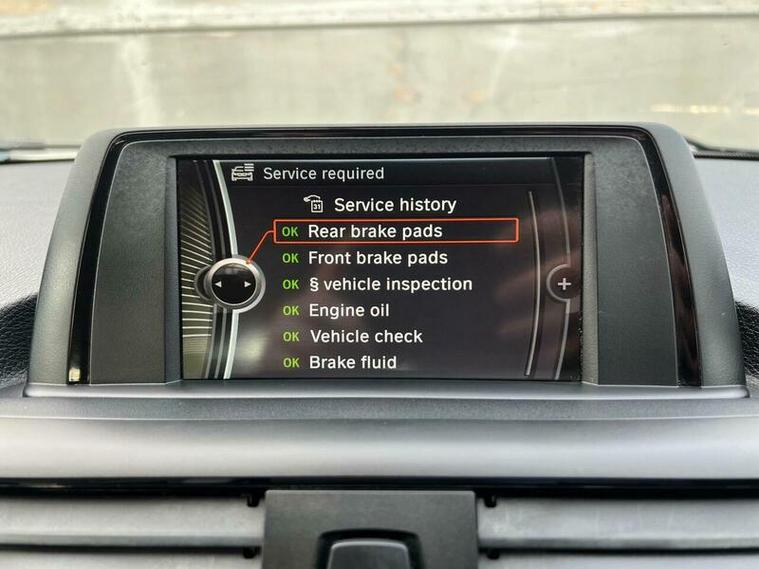 Service required
31 Service history
OK Rear brake pads
OK Front brake pads
OK § vehicle inspection
OK Engine oil
OK Vehicle check
OK Brake fluid